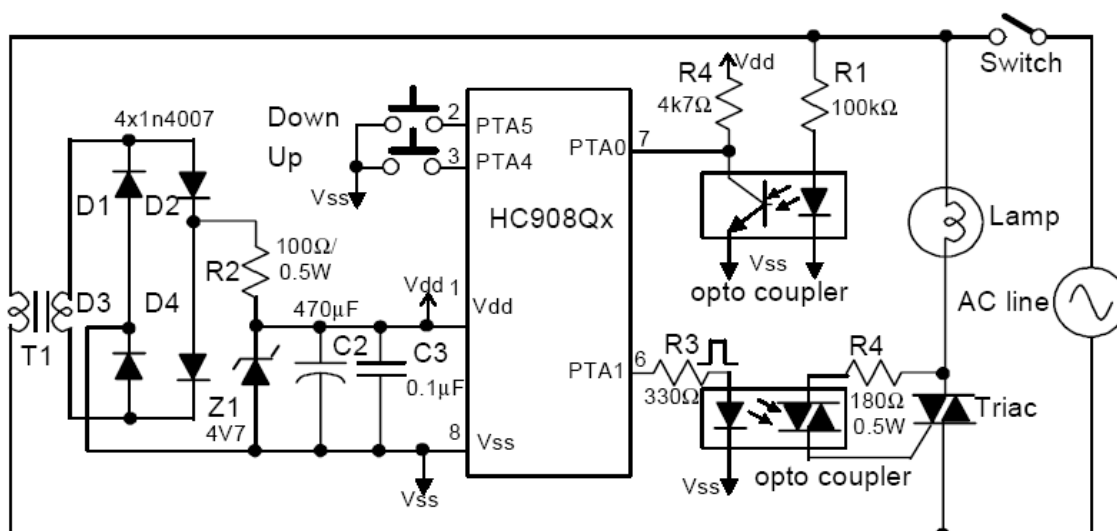 Switch
Vdd
R4
4k7Ω
R1
100kΩ
4x1n4007
Down
Up
2
PTA5
3
PTA4
Vss
PTA0
7
D1
D2
HC908Qx
Lamp
100Ω/
0.5W
R2
Vss
opto coupler
D3
D4
Vdd
1
Vdd
AC line
T1
470µF
C2
C3
0.1µF
PTA1
6
R3
330Ω
R4
180Ω
0.5W
Triac
Z1
4V7
8
Vss
opto coupler
Vss
Vss